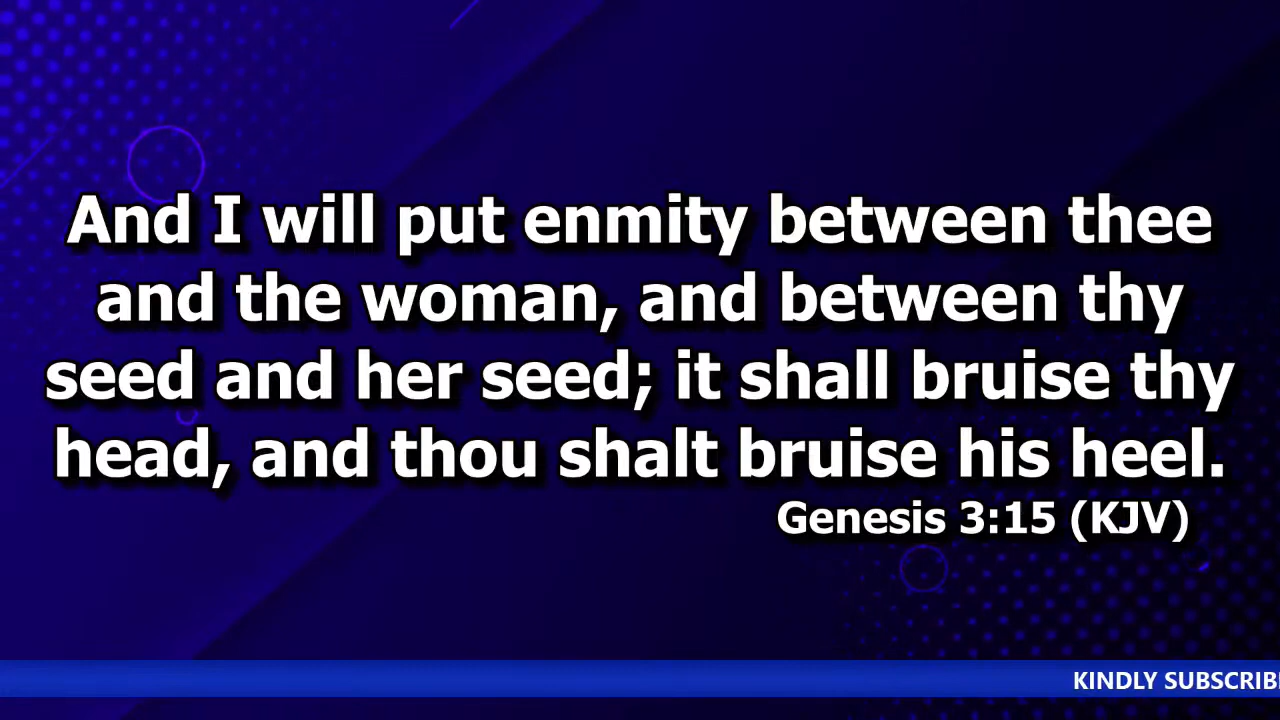 And I will put enmity between thee
and the woman, and between thy
seed and her seed; it shall bruise thy
head, and thou shalt bruise his heel.
Genesis 3:15 (KJV)
KINDLY SUBSCRIB